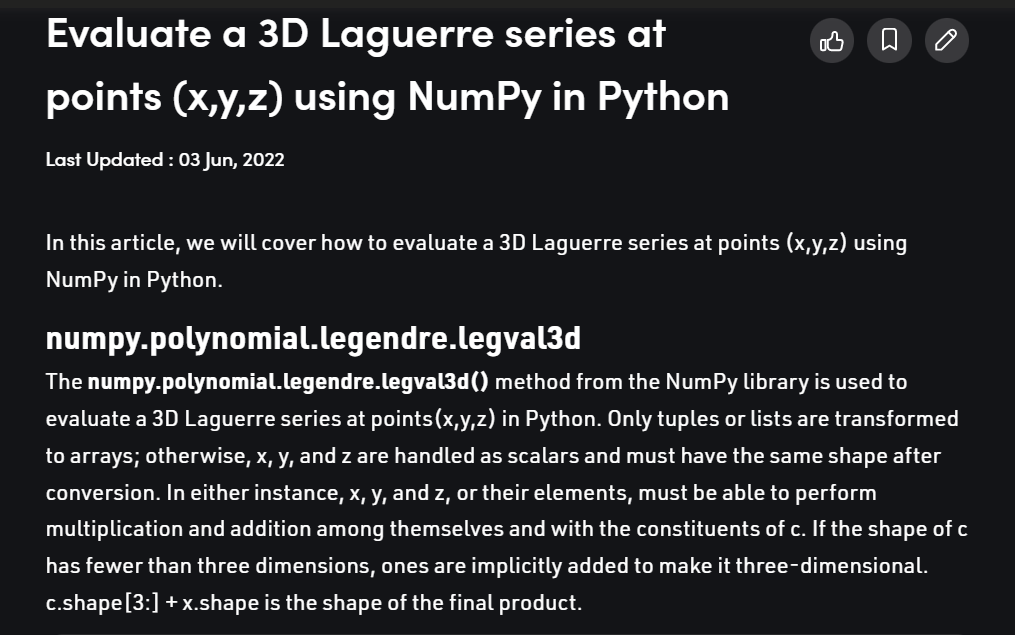 Evaluate a 3D Laguerre series at
points (x,y,z) using NumPy in Python
Last Updated : 03 Jun, 2022
In this article, we will cover how to evaluate a 3D Laguerre series at points (x,y,z) using
NumPy in Python.
numpy.polynomial.legendre.legval3d
The numpy.polynomial.legendre.legval3d() method from the NumPy library is used to
evaluate a 3D Laguerre series at points(x,y,z) in Python. Only tuples or lists are transformed
to arrays; otherwise, x, y, and z are handled as scalars and must have the same shape after
conversion. In either instance, x, y, and z, or their elements, must be able to perform
multiplication and addition among themselves and with the constituents of c. If the shape of c
has fewer than three dimensions, ones are implicitly added to make it three-dimensional.
c.shape[3:] + x.shape is the shape of the final product.